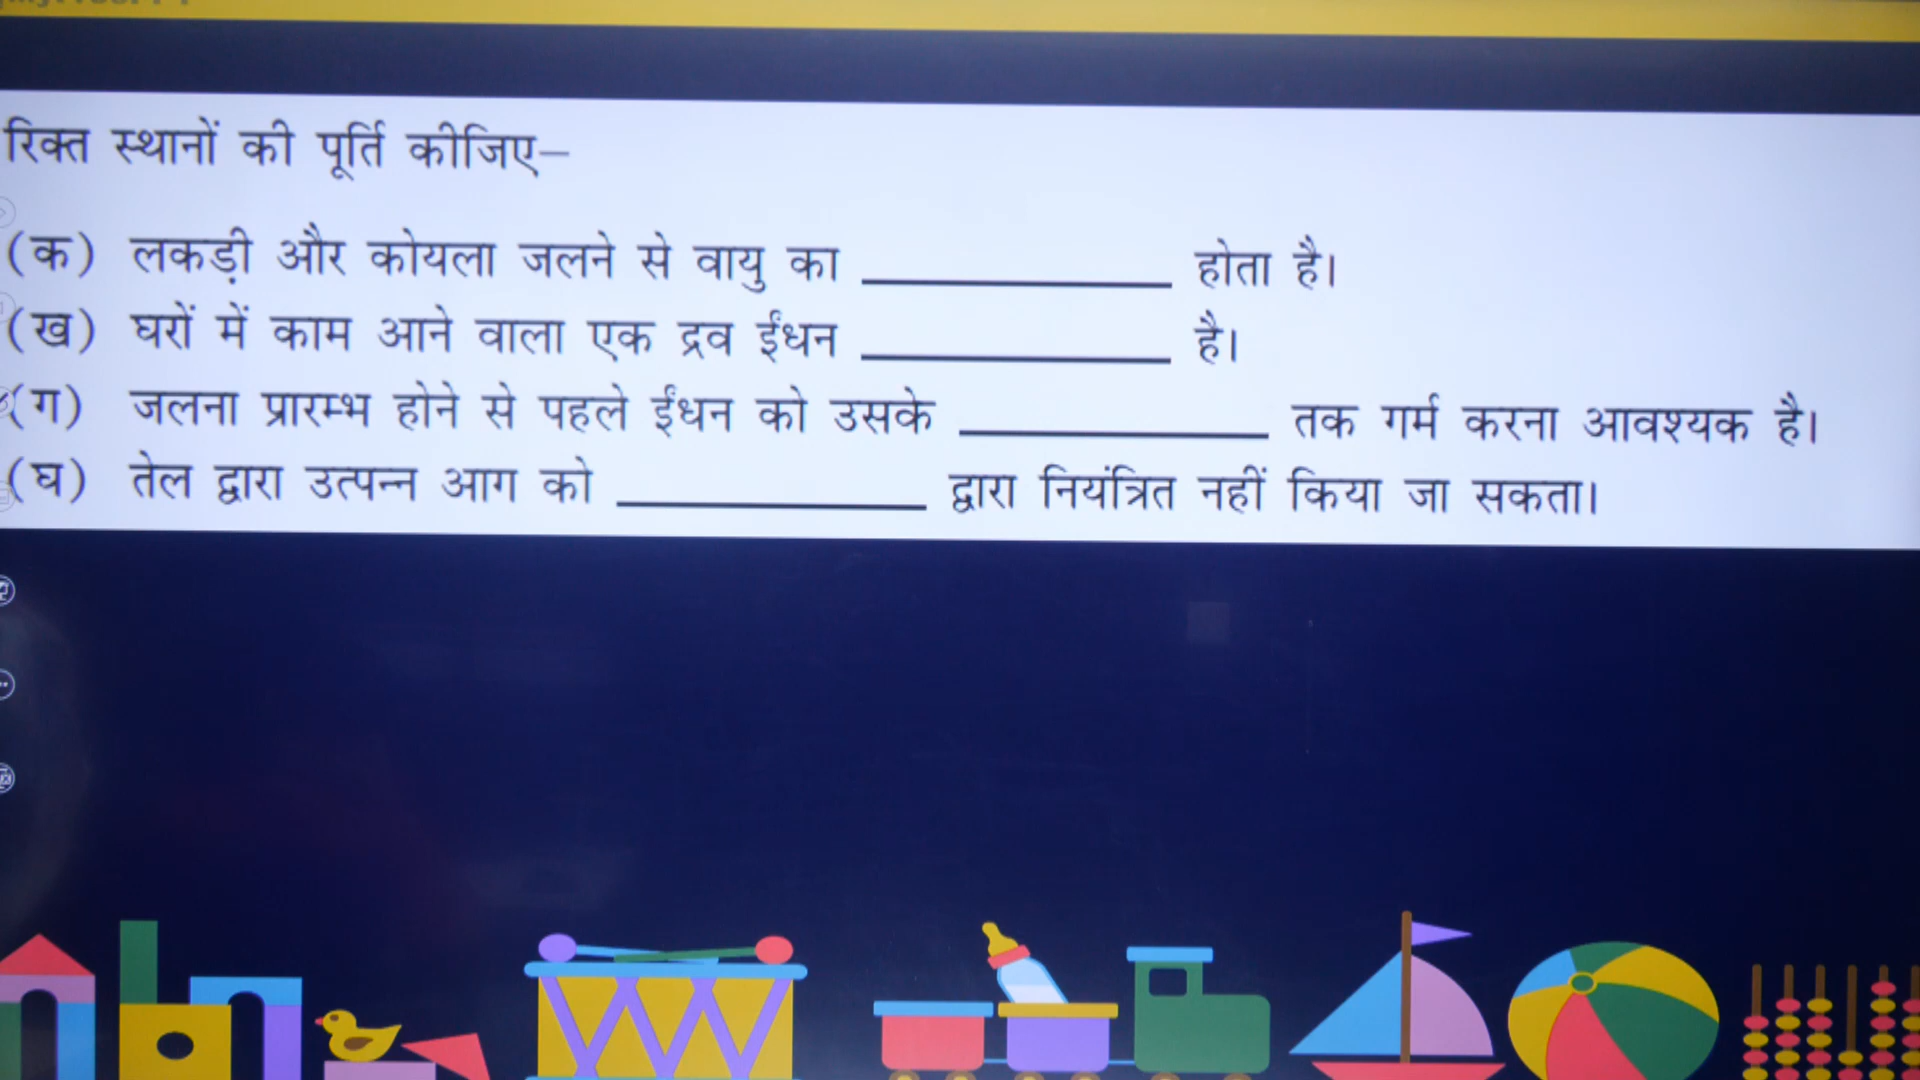 रिक्त स्थानों की पूर्ति कीजिए–
(क) लकड़ी और कोयला जलने से वायु का __________ होता है।
(ख) घरों में काम आने वाला एक द्रव ईंधन __________ है।
(ग) जलना प्रारम्भ होने से पहले ईंधन को उसके __________ तक गर्म करना आवश्यक है।
(घ) तेल द्वारा उत्पन्न आग को __________ द्वारा नियंत्रित नहीं किया जा सकता।